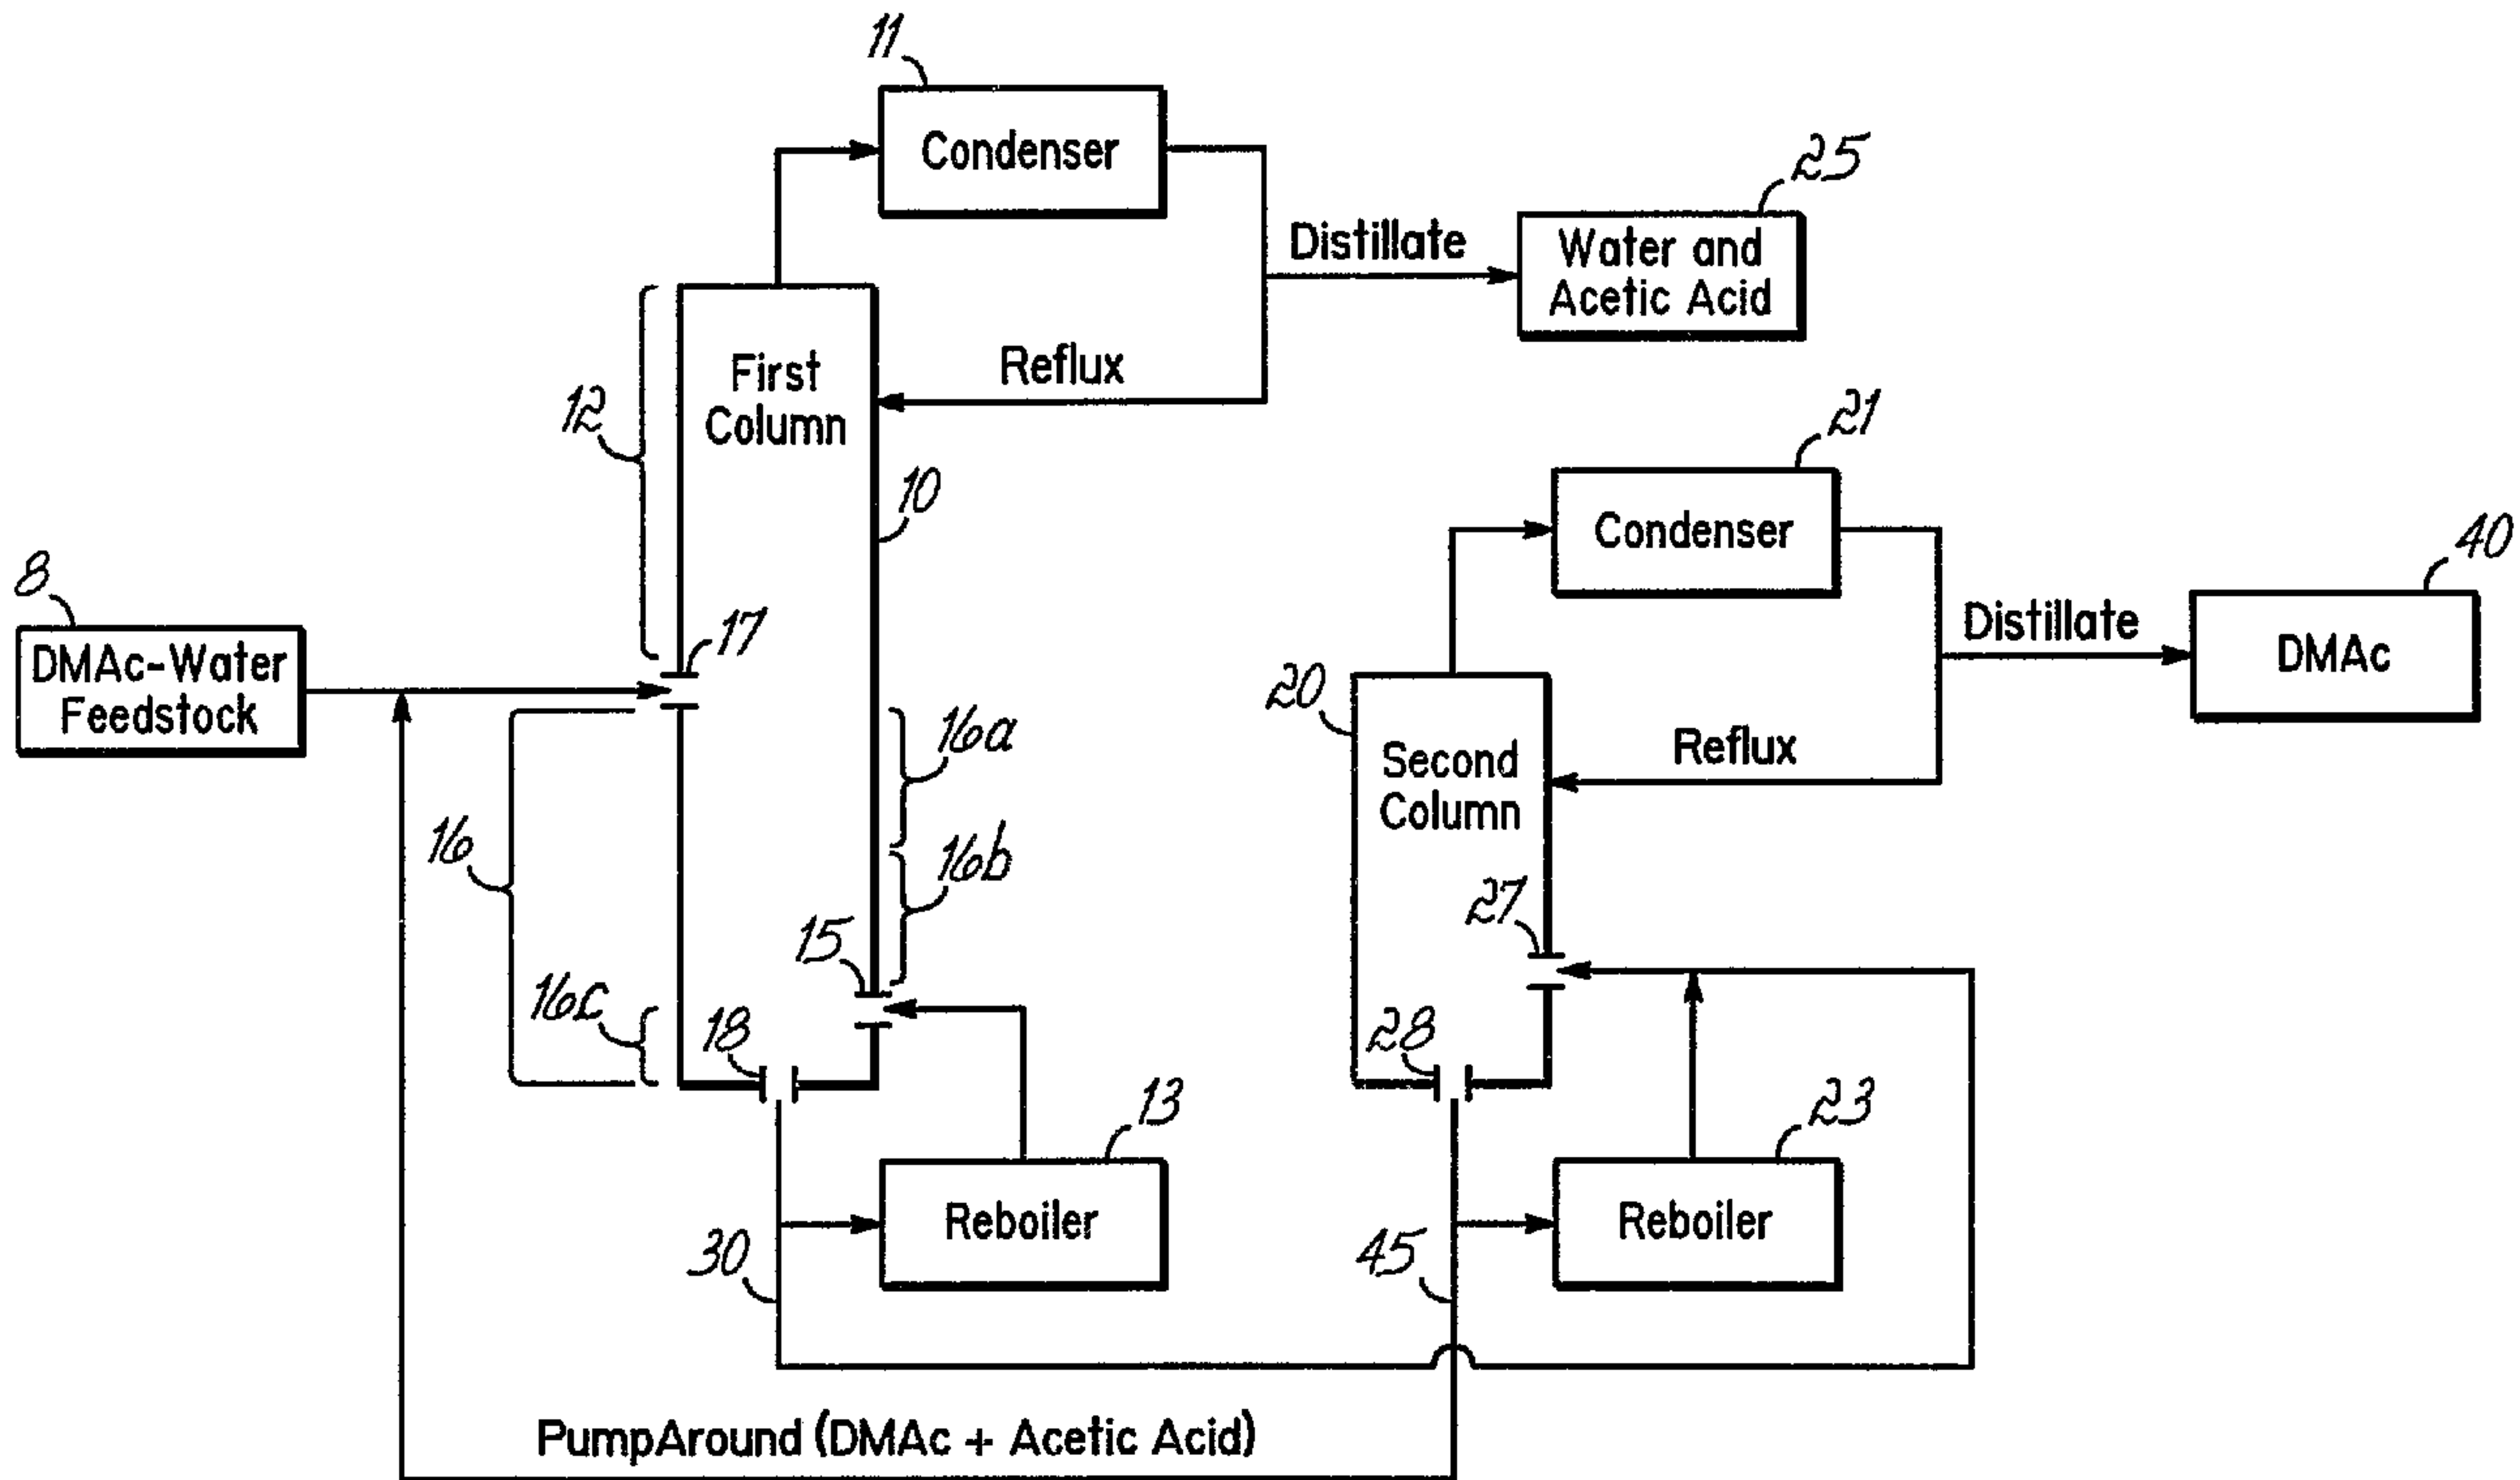 11
Condenser
25
Distillate
Water and
Acetic Acid
12
First
Column
Reflux
10
21
Condenser
40
8
DMAc-Water
Feedstock
17
20
Distillate
DMAc
16
16a
16b
Second
Column
Reflux
15
27
16c
18
28
13
23
30
Reboiler
45
Reboiler
PumpAround (DMAc + Acetic Acid)